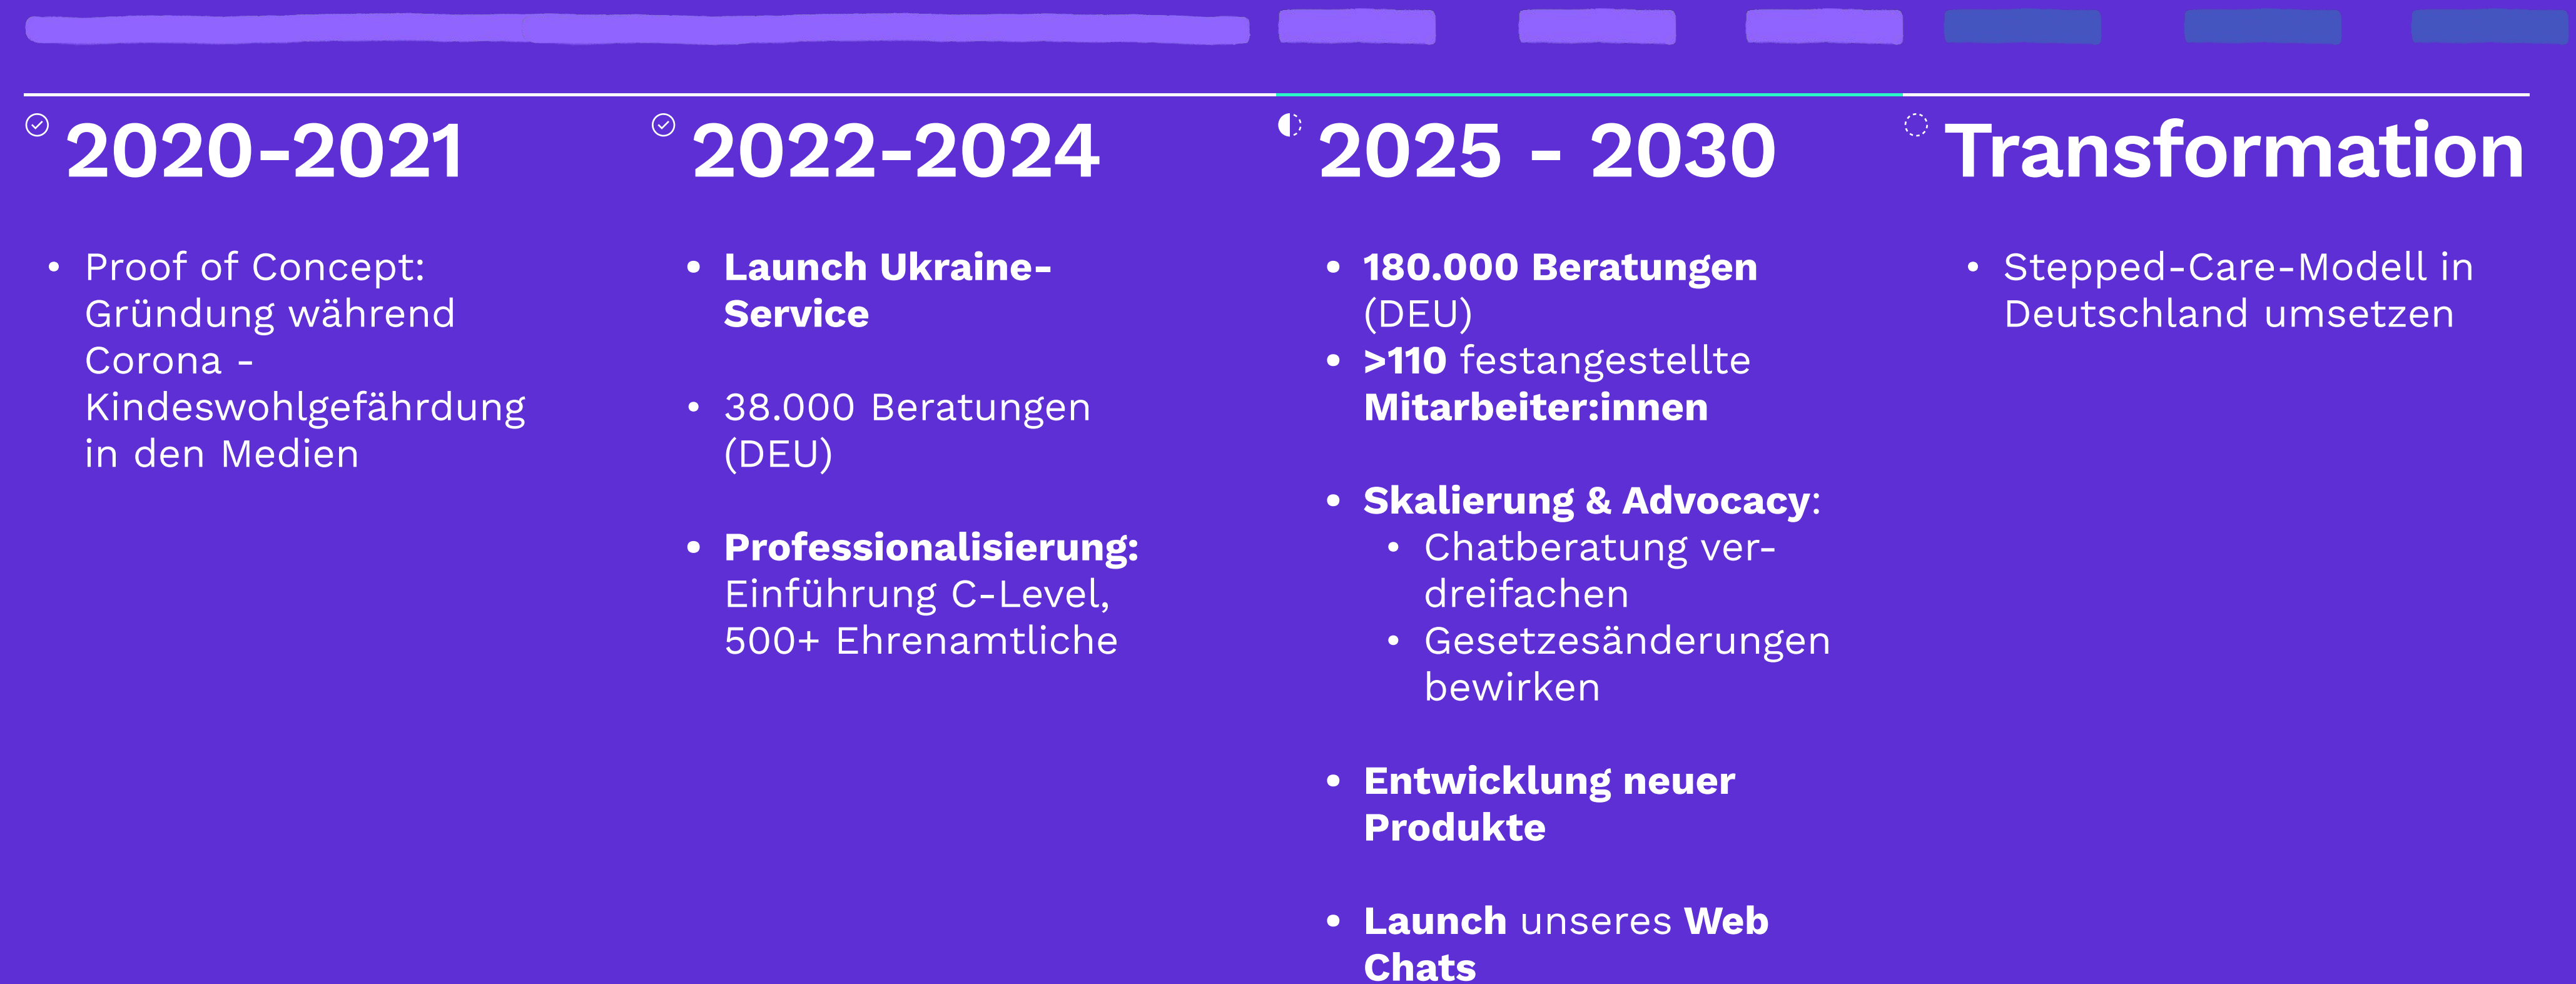 2020-2021
• Proof of Concept:
Gründung während
Corona -
Kindeswohlgefährdung
in den Medien
2022-2024
• Launch Ukraine-
Service
• 38.000 Beratungen
(DEU)
• Professionalisierung:
Einführung C-Level,
500+ Ehrenamtliche
2025 - 2030
• 180.000 Beratungen
(DEU)
• >110 festangestellte
Mitarbeiter:innen
• Skalierung & Advocacy:
• Chatberatung ver-
dreifachen
• Gesetzesänderungen
bewirken
• Entwicklung neuer
Produkte
• Launch unseres Web
Chats
Transformation
• Stepped-Care-Modell in
Deutschland umsetzen